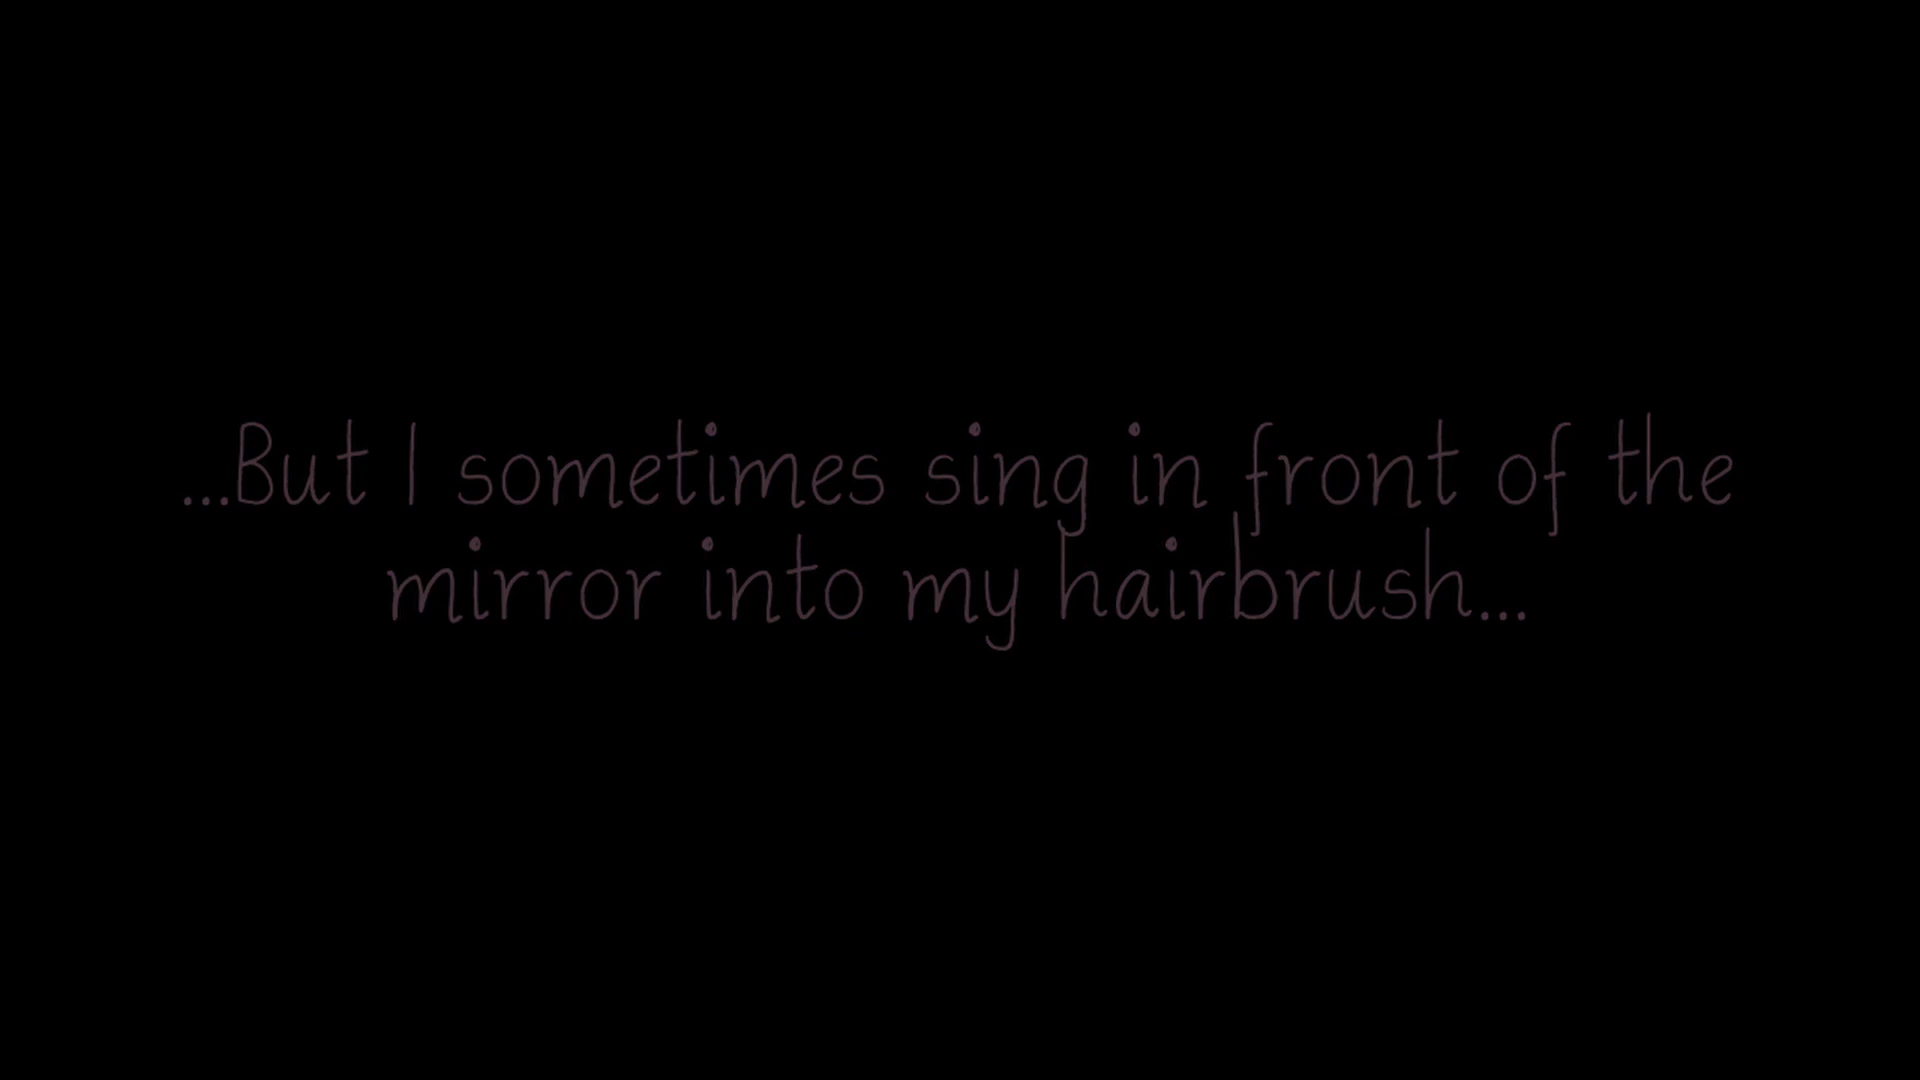 ...But I sometimes sing in front of the
mirror into my hairbrush...